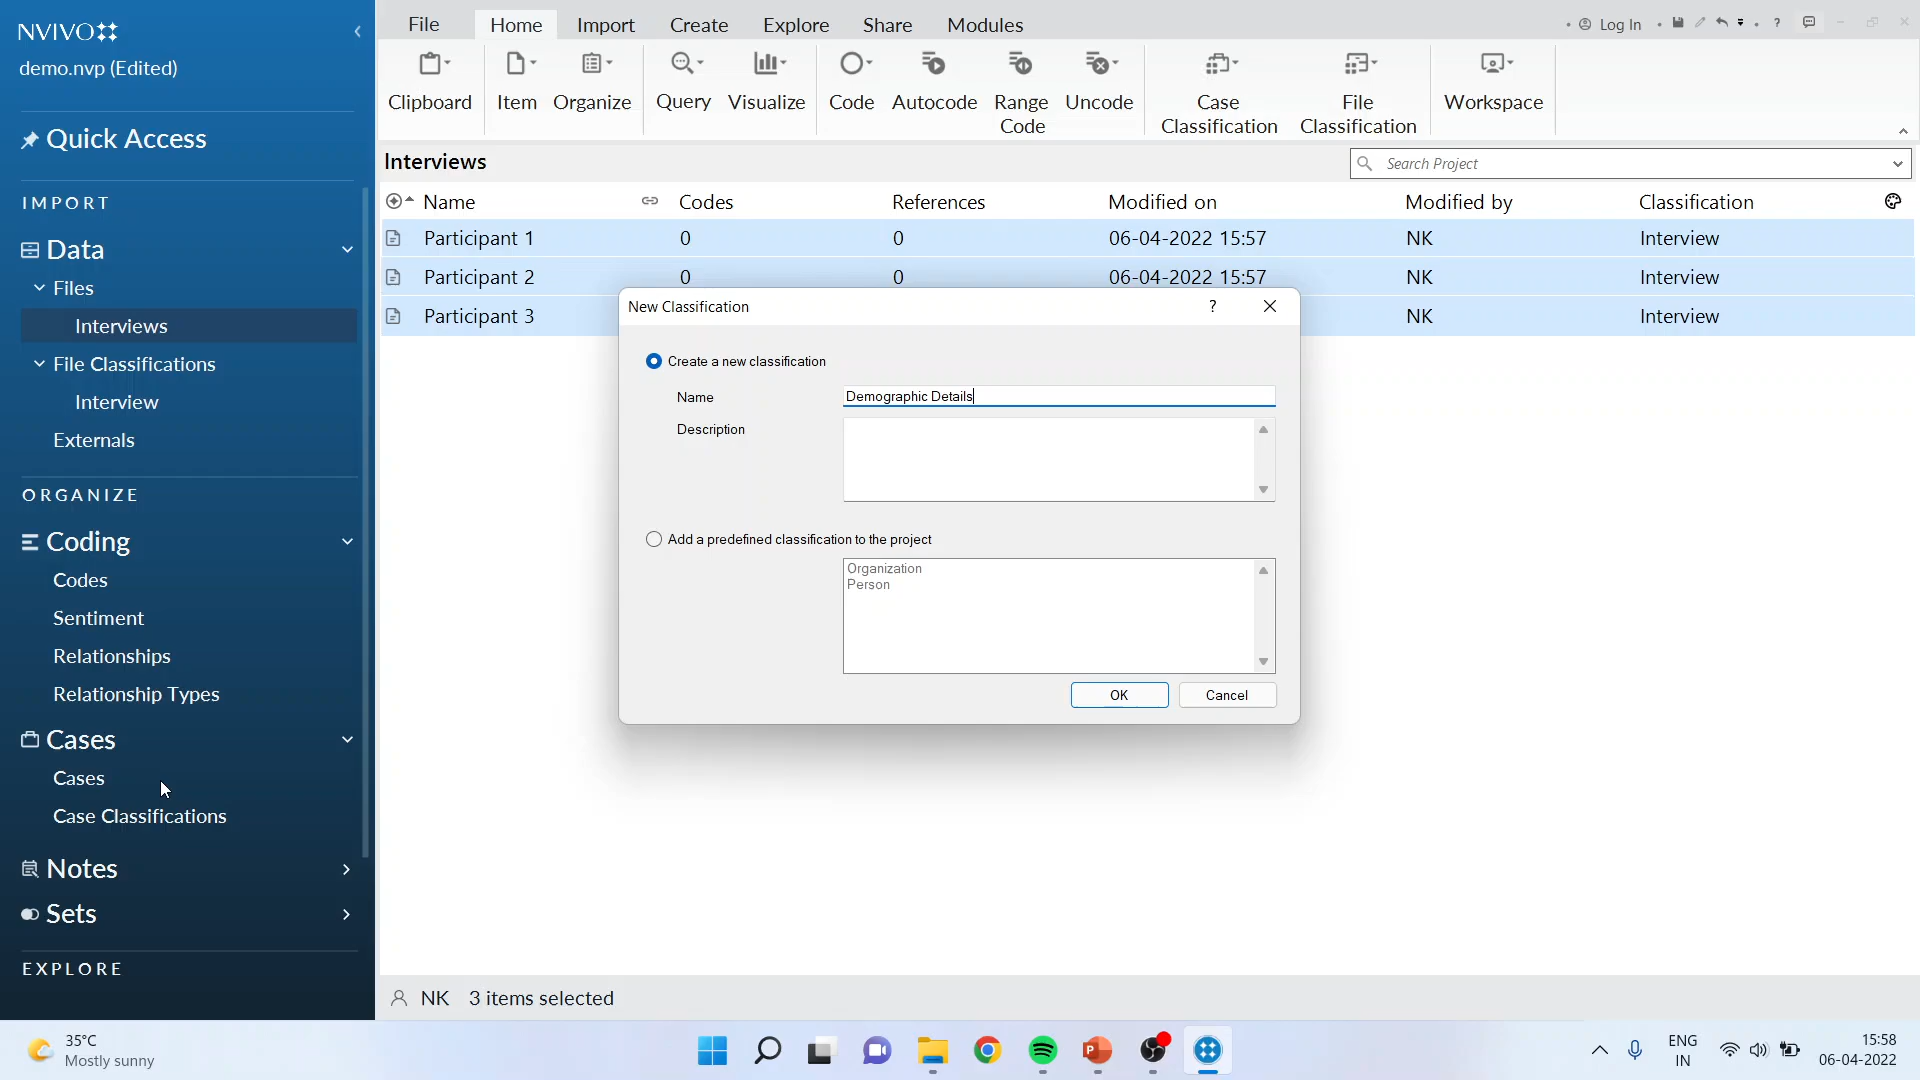 NVIVO
demo.nvp (Edited)
Quick Access
IMPORT
Data
Files
Interviews
File Classifications
Interview
Externals
ORGANIZE
Coding
Codes
Sentiment
Relationships
Relationship Types
Cases
Cases
Case Classifications
Notes
Sets
EXPLORE
File Home Import Create Explore Share Modules
Log In ?
Clipboard Item Organize Query Visualize Code Autocode Range Code Uncode Case Classification File Classification Workspace
Interviews
Search Project
Name Codes References Modified on Modified by Classification
Participant 1 0 0 06-04-2022 15:57 NK Interview
Participant 2 0 0 06-04-2022 15:57 NK Interview
Participant 3 NK Interview
New Classification ?
Create a new classification
Name Demographic Details
Description
Add a predefined classification to the project
Organization
Person
OK Cancel
NK 3 items selected
35°C
Mostly sunny
ENG
IN
15:58
06-04-2022